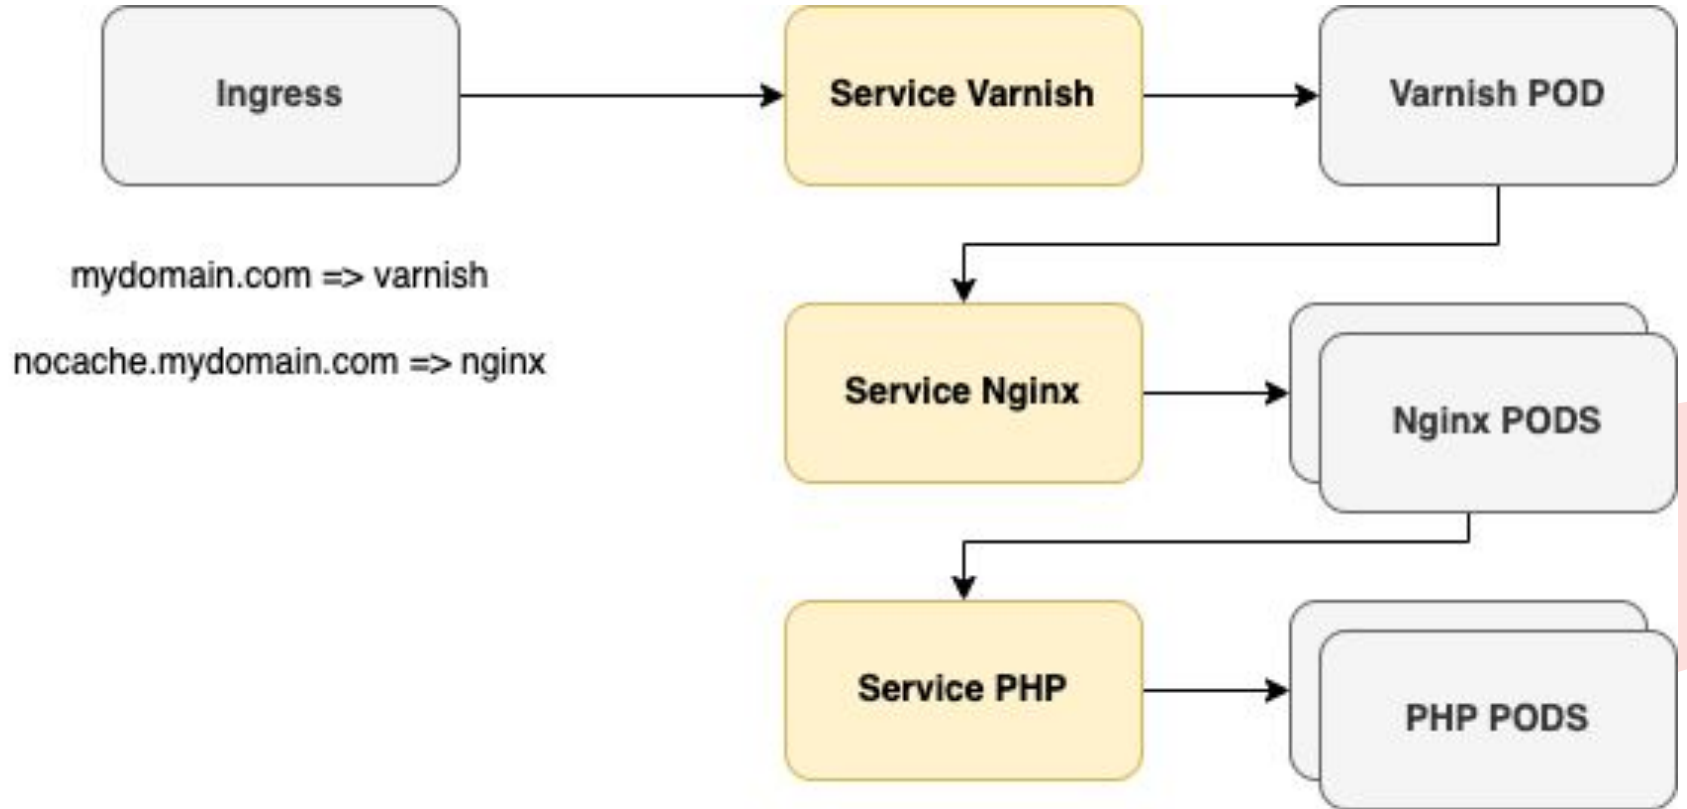 Ingress
Service Varnish
Varnish POD
mydomain.com => varnish
nocache.mydomain.com => nginx
Service Nginx
Nginx PODS
Service PHP
PHP PODS